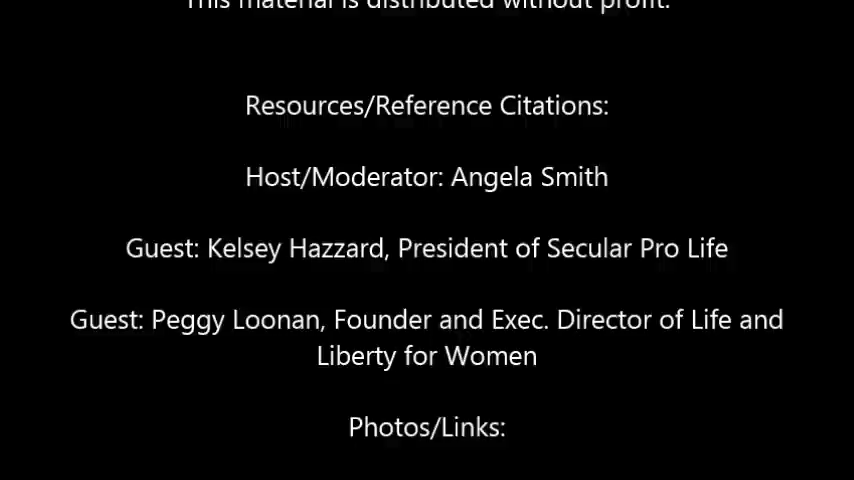 This material is distributed without profit.
Resources/Reference Citations:
Host/Moderator: Angela Smith
Guest: Kelsey Hazzard, President of Secular Pro Life
Guest: Peggy Loonan, Founder and Exec. Director of Life and
Liberty for Women
Photos/Links: